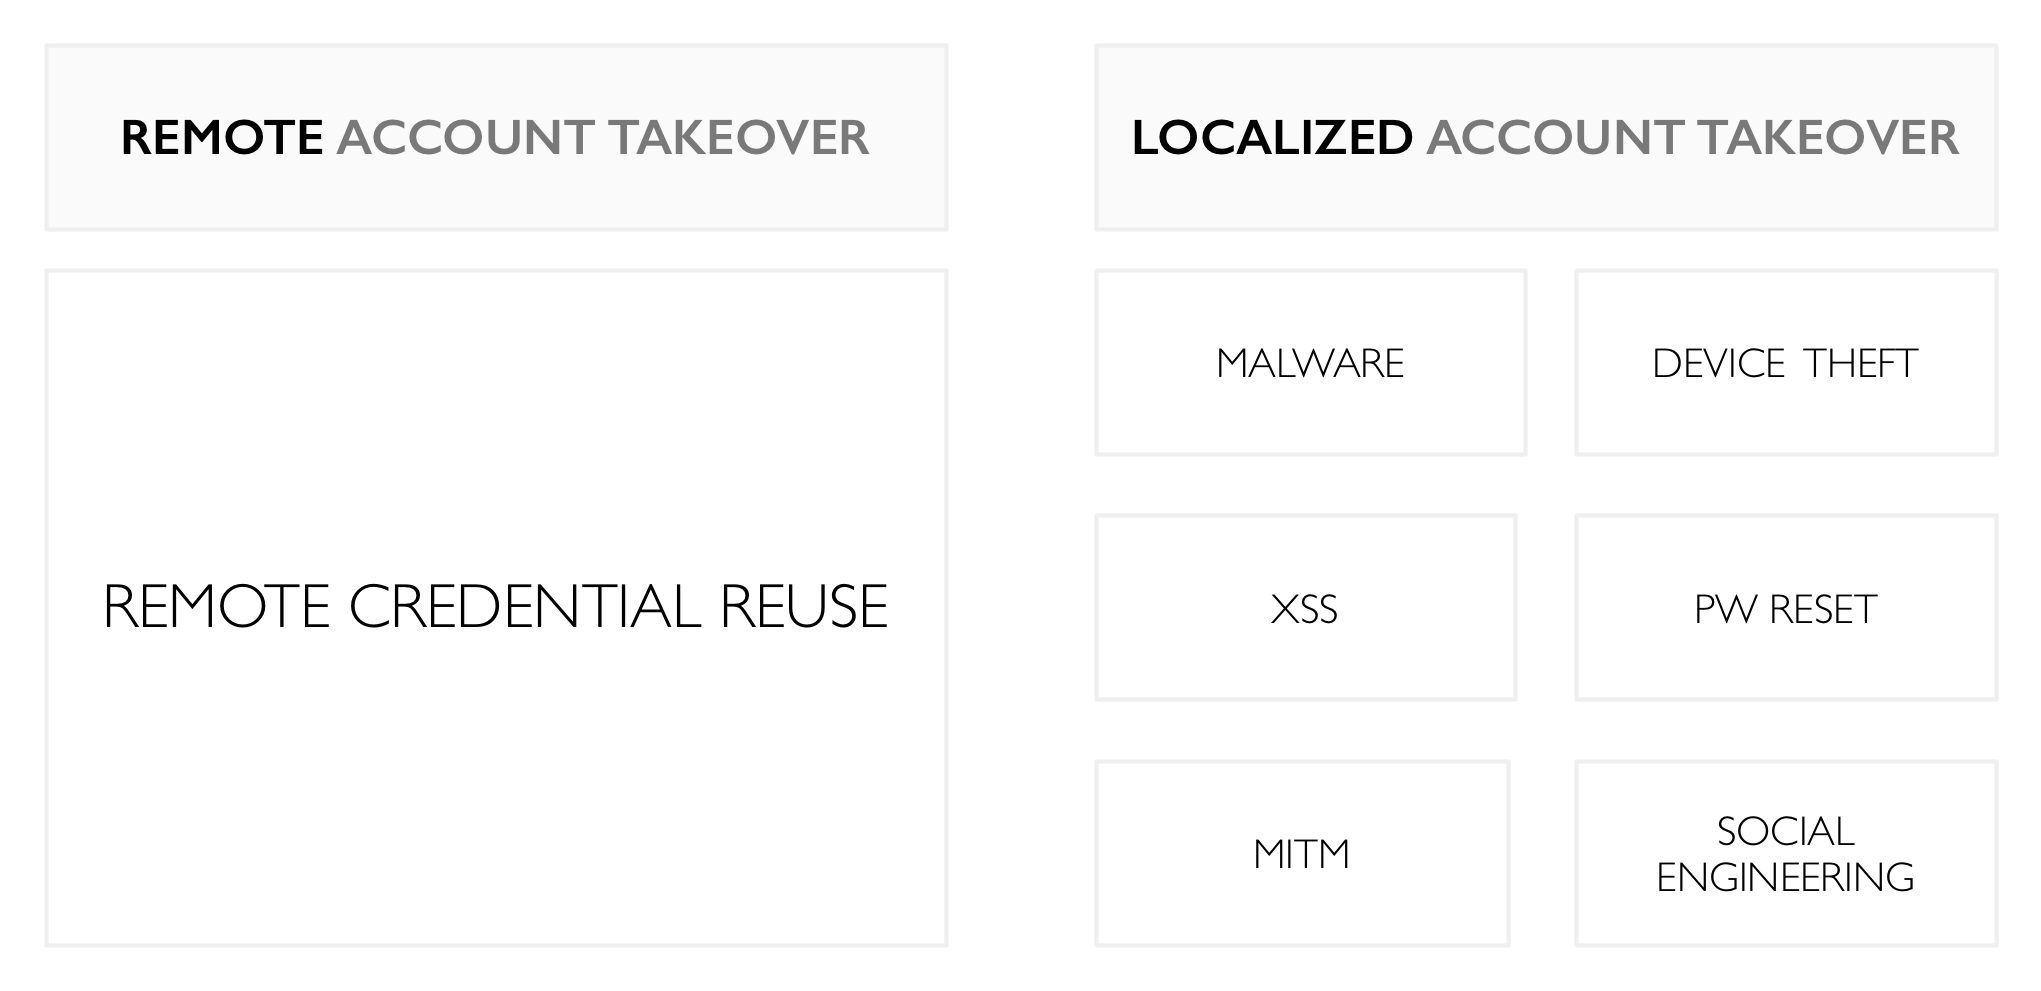 REMOTE ACCOUNT TAKEOVER
REMOTE CREDENTIAL REUSE
LOCALIZED ACCOUNT TAKEOVER
MALWARE
DEVICE THEFT
XSS
PW RESET
MITM
SOCIAL
ENGINEERING